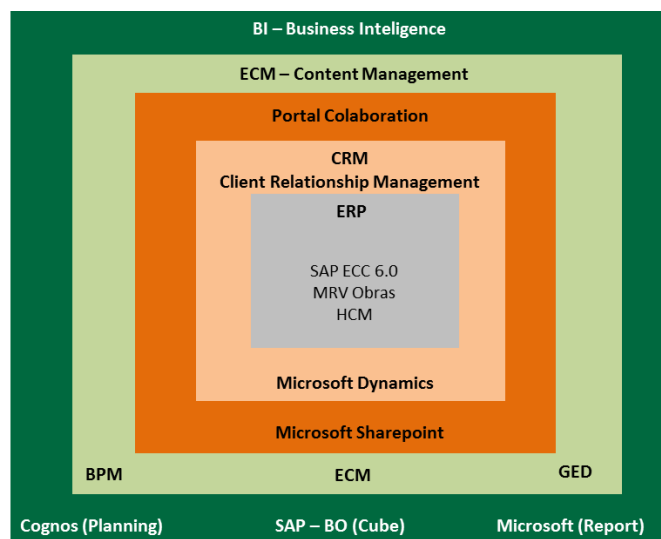 BI – Business Inteligence
ECM – Content Management
Portal Colaboration
CRM
Client Relationship Management
ERP
SAP ECC 6.0
MRV Obras
HCM
Microsoft Dynamics
Microsoft Sharepoint
BPM ECM GED
Cognos (Planning) SAP – BO (Cube) Microsoft (Report)